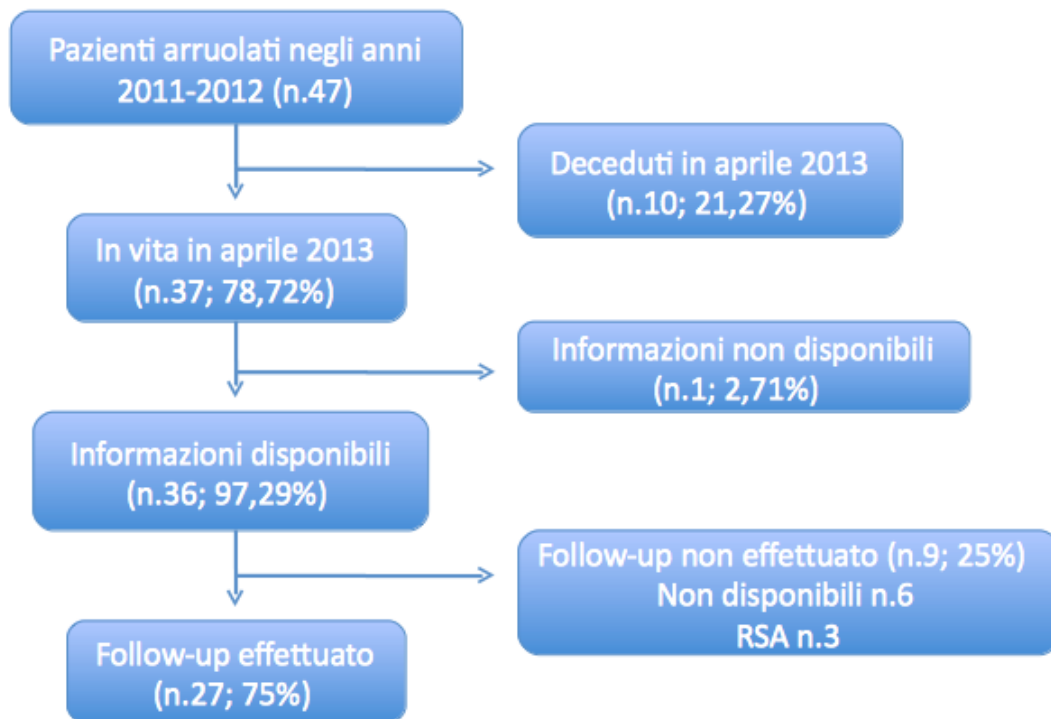 Pazienti arruolati negli anni
2011-2012 (n.47)
Deceduti in aprile 2013
(n.10; 21,27%)
In vita in aprile 2013
(n.37; 78,72%)
Informazioni non disponibili
(n.1; 2,71%)
Informazioni disponibili
(n.36; 97,29%)
Follow-up non effettuato (n.9; 25%)
Non disponibili n.6
RSA n.3
Follow-up effettuato
(n.27; 75%)